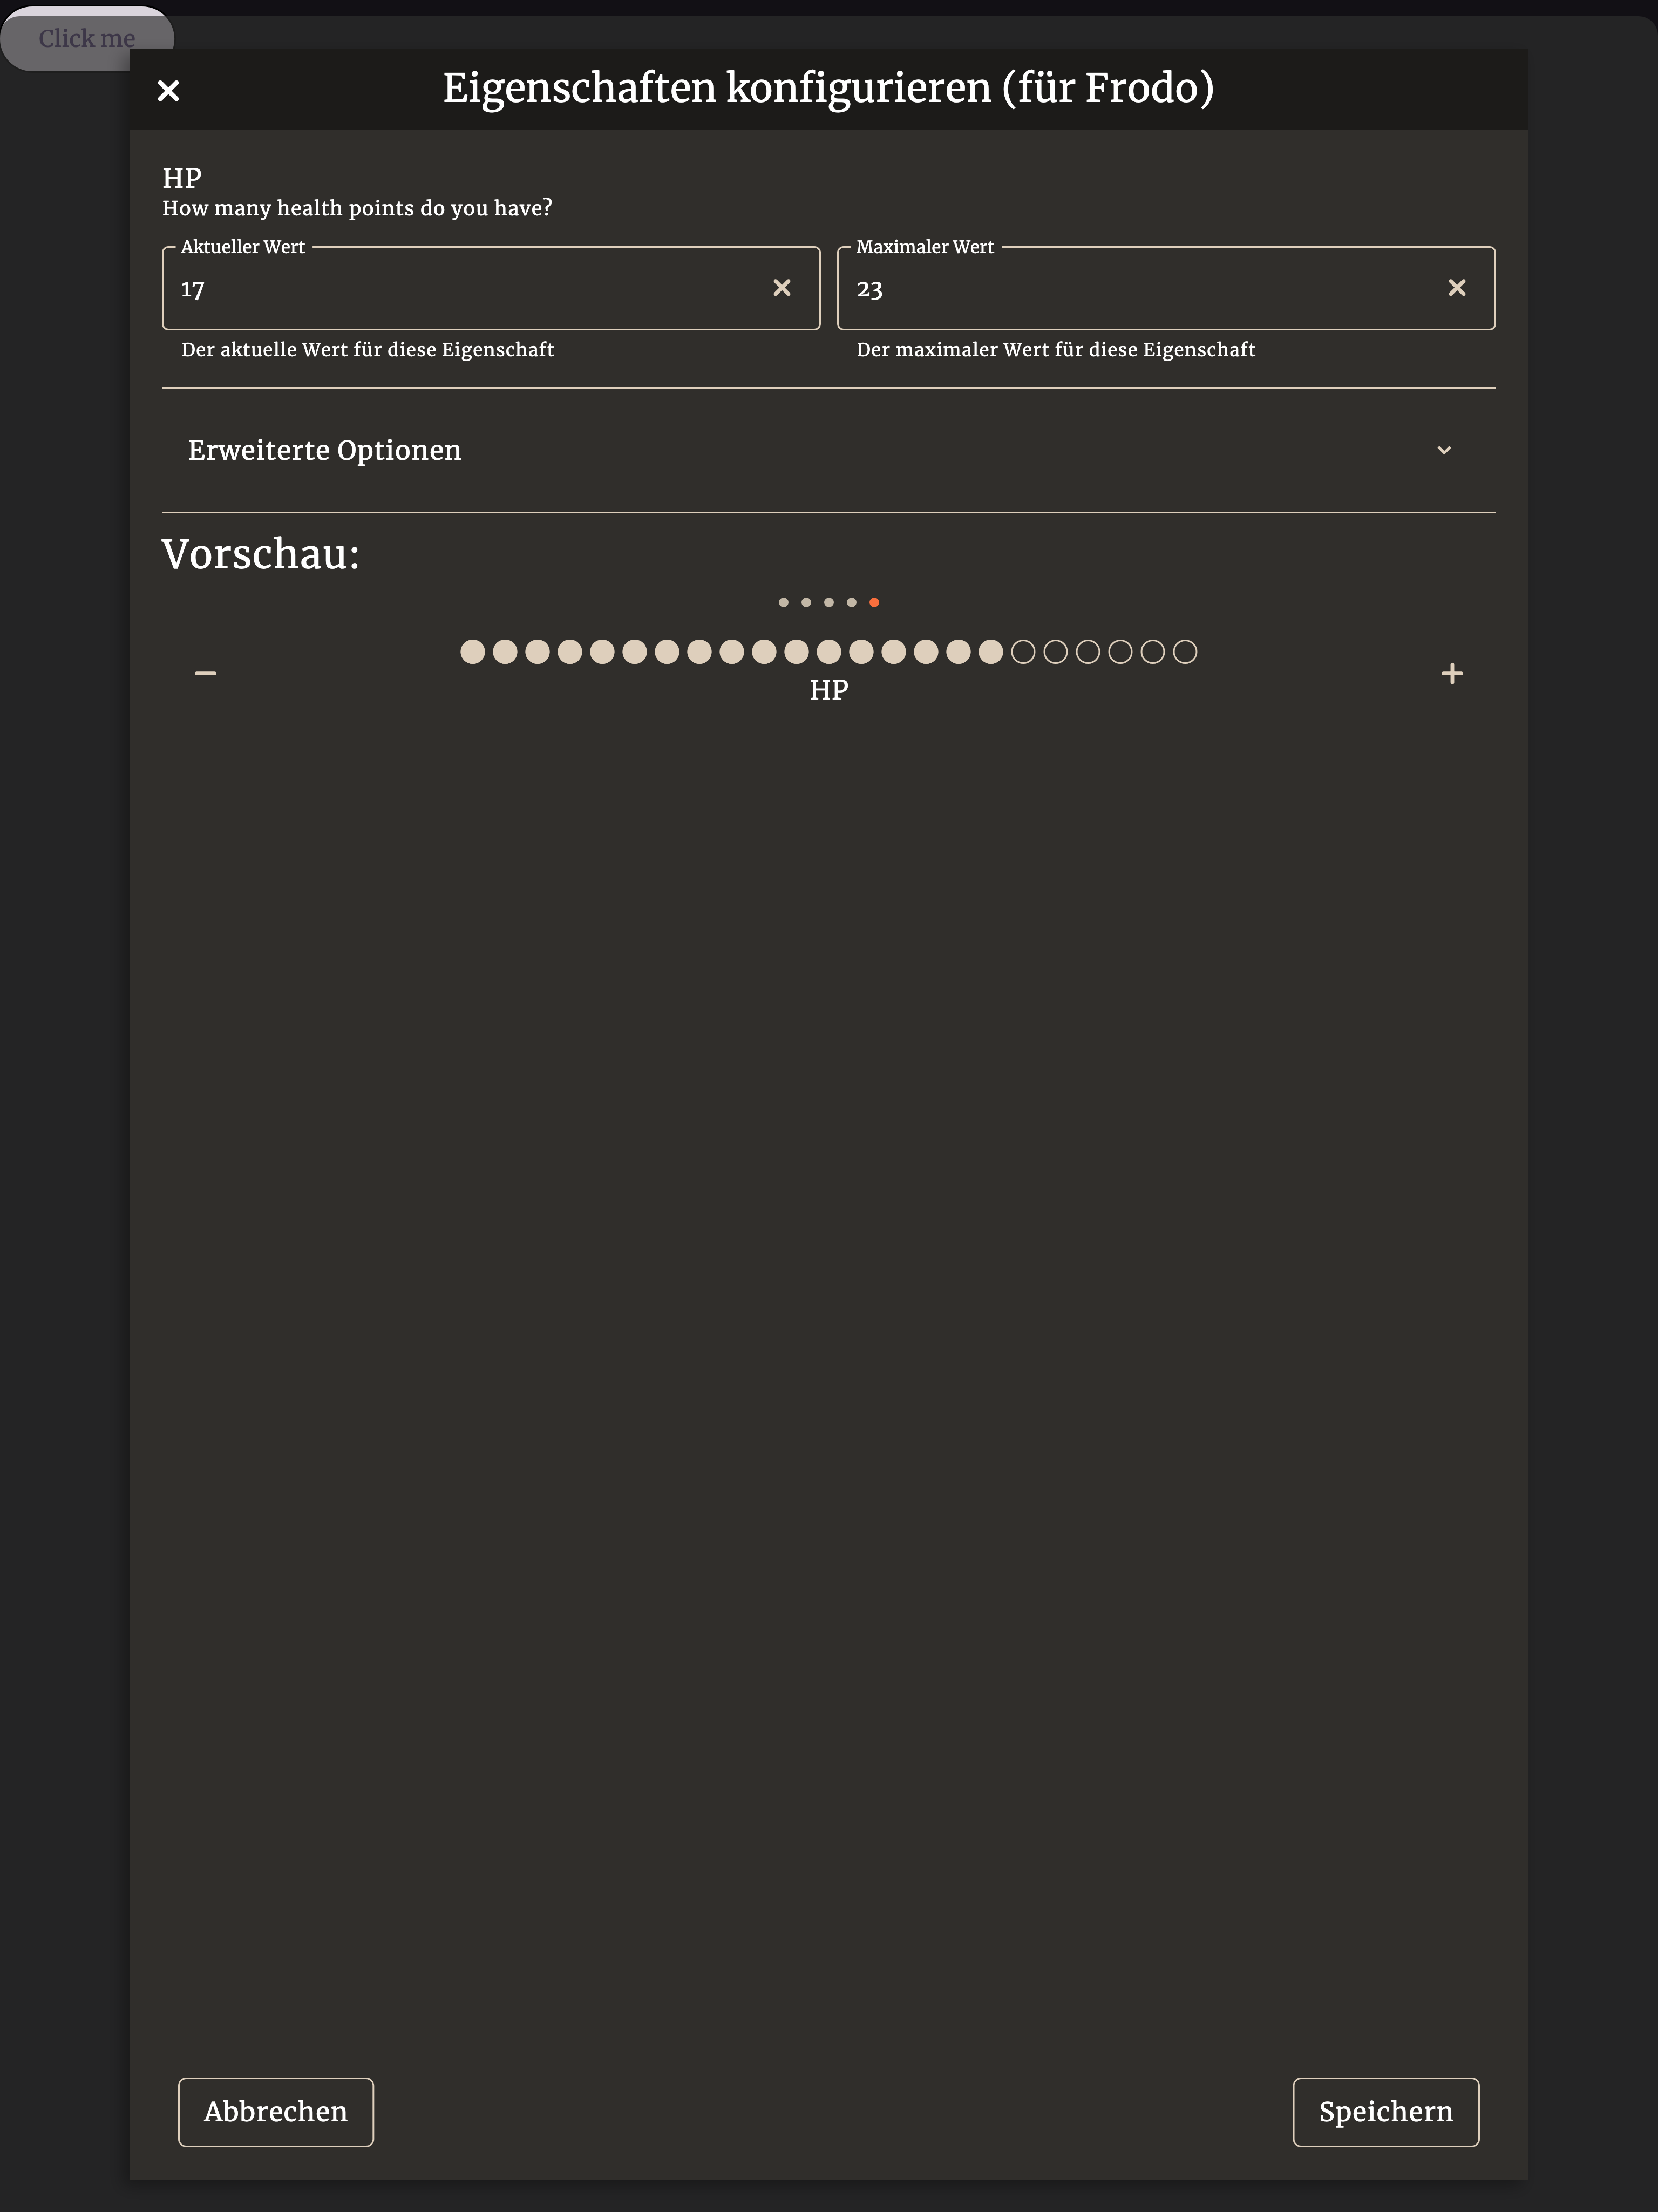 Click me
Eigenschaften konfigurieren (für Frodo)
HP
How many health points do you have?
Aktueller Wert
17
Der aktuelle Wert für diese Eigenschaft
Maximaler Wert
23
Der maximaler Wert für diese Eigenschaft
Erweiterte Optionen
Vorschau:
HP
Abbrechen
Speichern